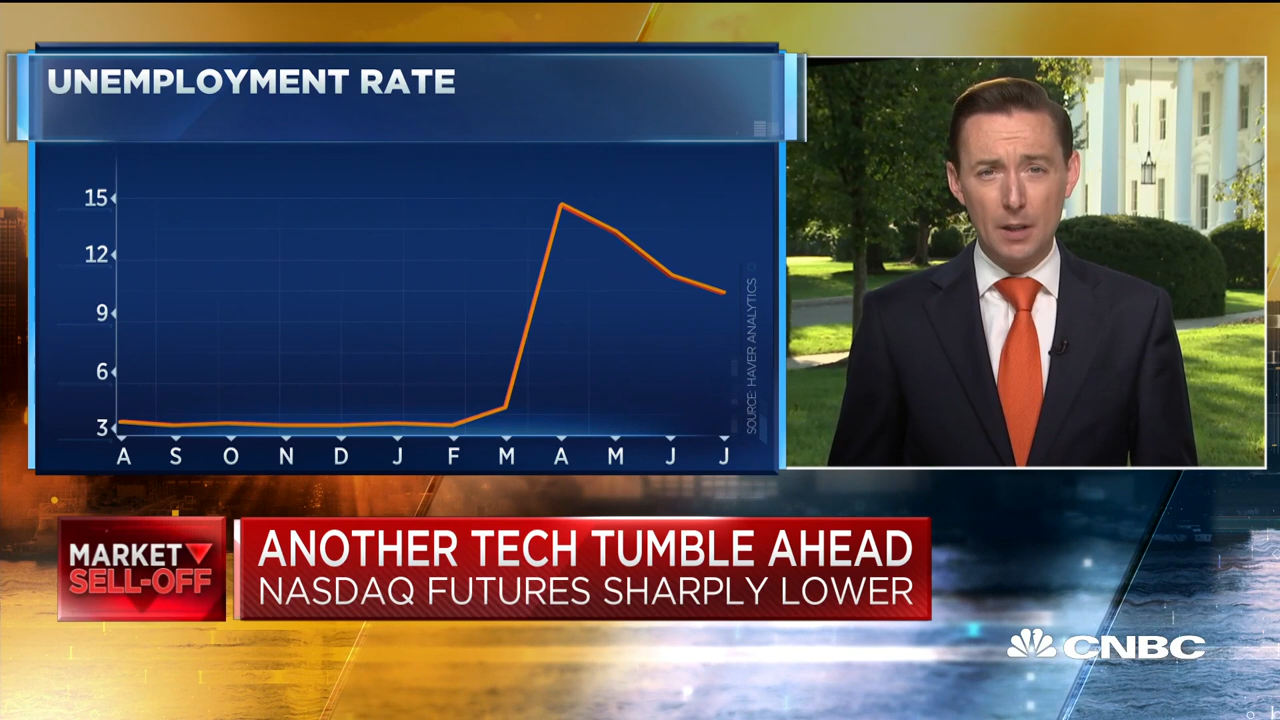 UNEMPLOYMENT RATE
15
12
9
6
3
A S O N D J F M A M J J
SOURCE: HAVER ANALYTICS
MARKET
SELL-OFF
ANOTHER TECH TUMBLE AHEAD
NASDAQ FUTURES SHARPLY LOWER
CNBC